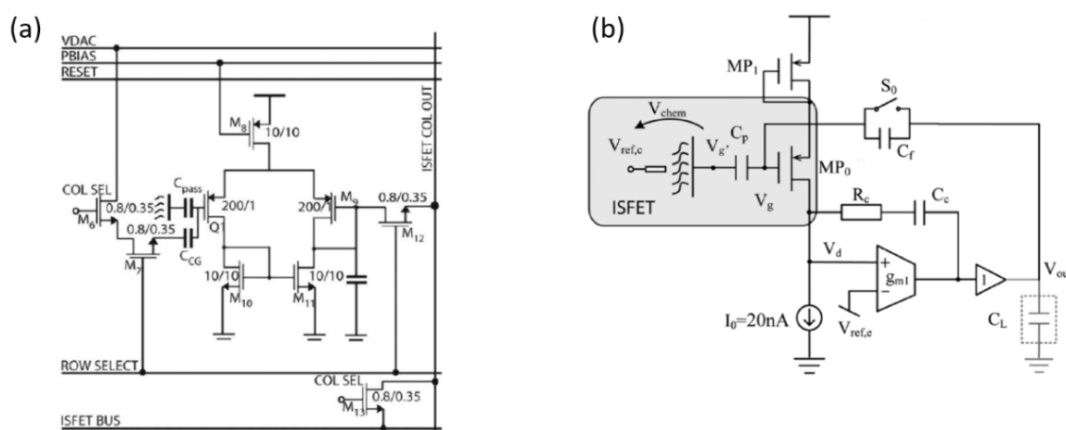 (a)
VDAC
PBIAS
RESET
M8
10/10
ISFET COL OUT
COL SEL
0.8/0.35
Cpass
M6
0.8/0.35
M7
CCG
200/1
Q1
200/1
M9
0.8/0.35
M12
10/10
M10
10/10
M11
ROW SELECT
COL SEL
0.8/0.35
M13
ISFET BUS
(b)
MP1
S0
Cf
Vchem
Vref,c
Vg'
Cp
MP0
Vg
ISFET
Rc
Cc
Vd
+
gm1
-
1
Vou
I0=20nA
Vref,e
CL